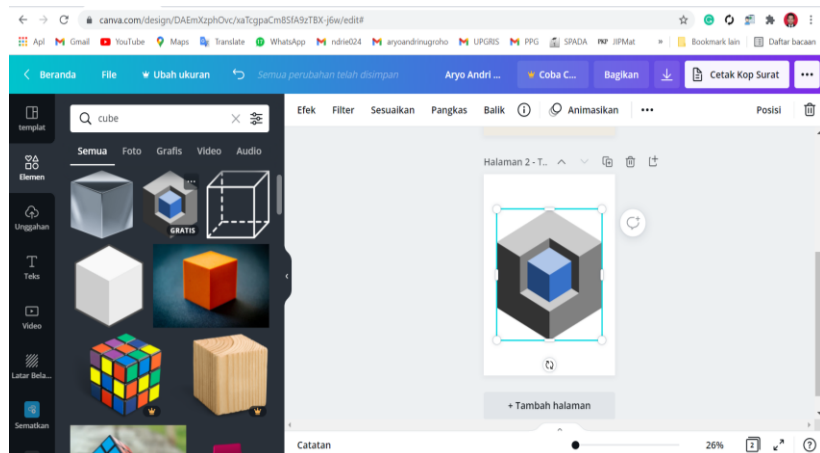 canva.com/design/DAEmXzphOvc/xaTcgpaCm8SfA9zTBX-j6w/edit#
Apl Gmail YouTube Maps Translate WhatsApp ndrie024 aryoandrinugroho UPGRIS PPG SPADA PKP JIPMat » Bookmark lain Daftar bacaan
Beranda File Ubah ukuran Semua perubahan telah disimpan Aryo Andri ... Coba C... Bagikan Cetak Kop Surat
Efek Filter Sesuaikan Pangkas Balik Animasikan Posisi
templat
cube
Semua Foto Grafis Video Audio
Elemen
GRATIS
Unggahan
Teks
Video
Latar Bela...
Sematkan
Halaman 2 - T...
+ Tambah halaman
Catatan 26% 2